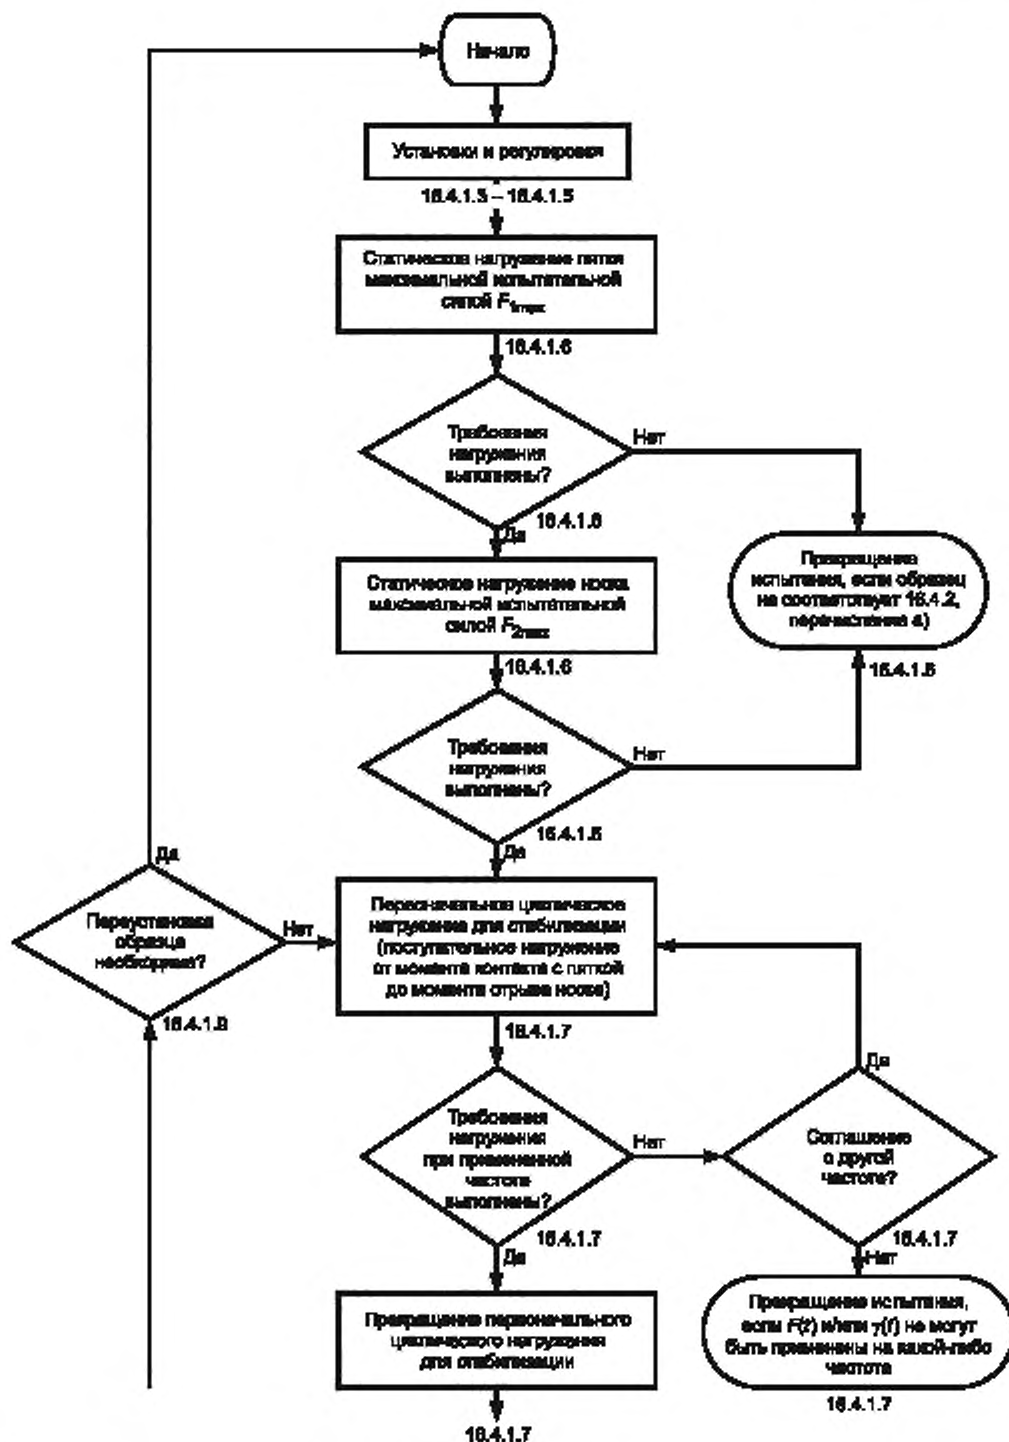 Начало
Установки и регулировки
16.4.1.3 – 16.4.1.5
Статическое нагружение пятки
максимальной испытательной
силой F1max
16.4.1.6
Требования
нагружения
выполнены?
Нет
16.4.1.6
Да
Статическое нагружение носка
максимальной испытательной
силой F2max
Прекращение
испытания, если образец
не соответствует 16.4.2,
перечисление а)
16.4.1.6
16.4.1.6
Требования
нагружения
выполнены?
Нет
16.4.1.6
Да
Да
Переустановка
образца
необходима?
Нет
16.4.1.8
Первоначальное циклическое
нагружение для стабилизации
(поступательное нагружение
от момента контакта с пяткой
до момента отрыва носка)
16.4.1.7
Да
Требования
нагружения
при примененной
частоте
выполнены?
Нет
Соглашение
о другой
частоте?
16.4.1.7
Да
16.4.1.7
Нет
Прекращение первоначального
циклического нагружения
для стабилизации
Прекращение испытания,
если F(t) и/или γ(t) не могут
быть применены на какой-либо
частоте
16.4.1.7
16.4.1.7